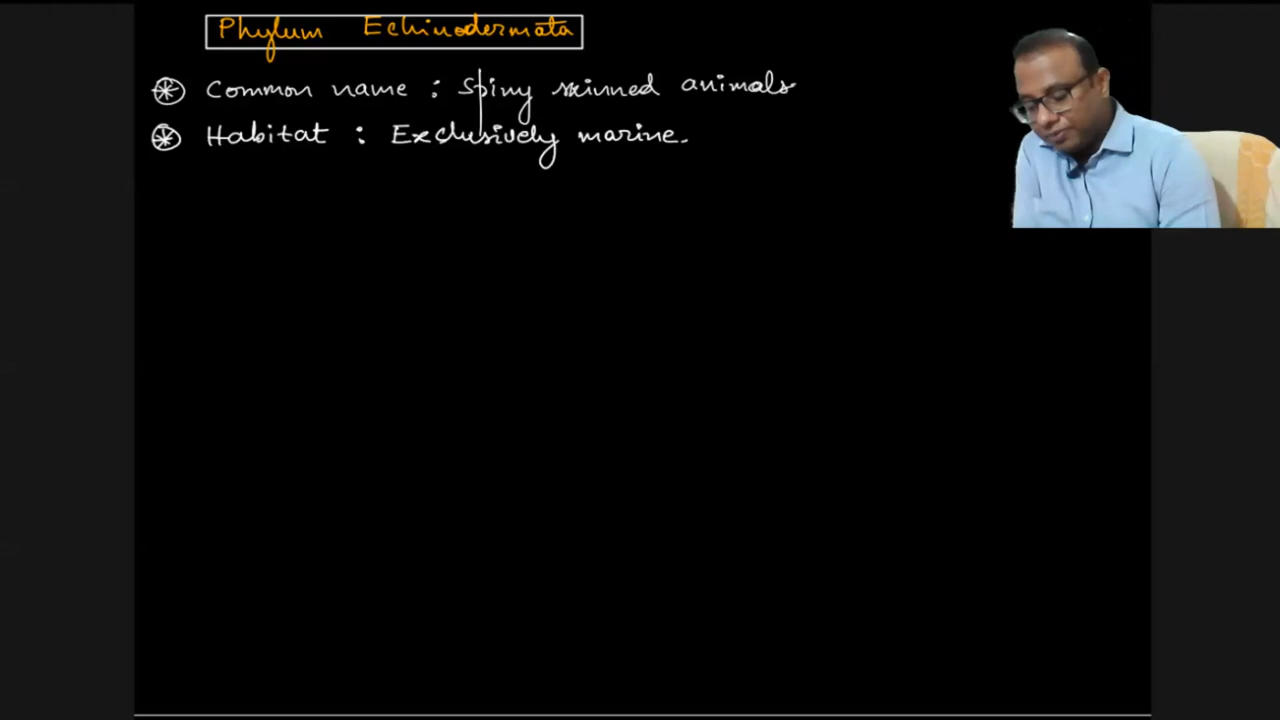 Phylum Echinodermata
Common name : Spiny skinned animals
Habitat : Exclusively marine.